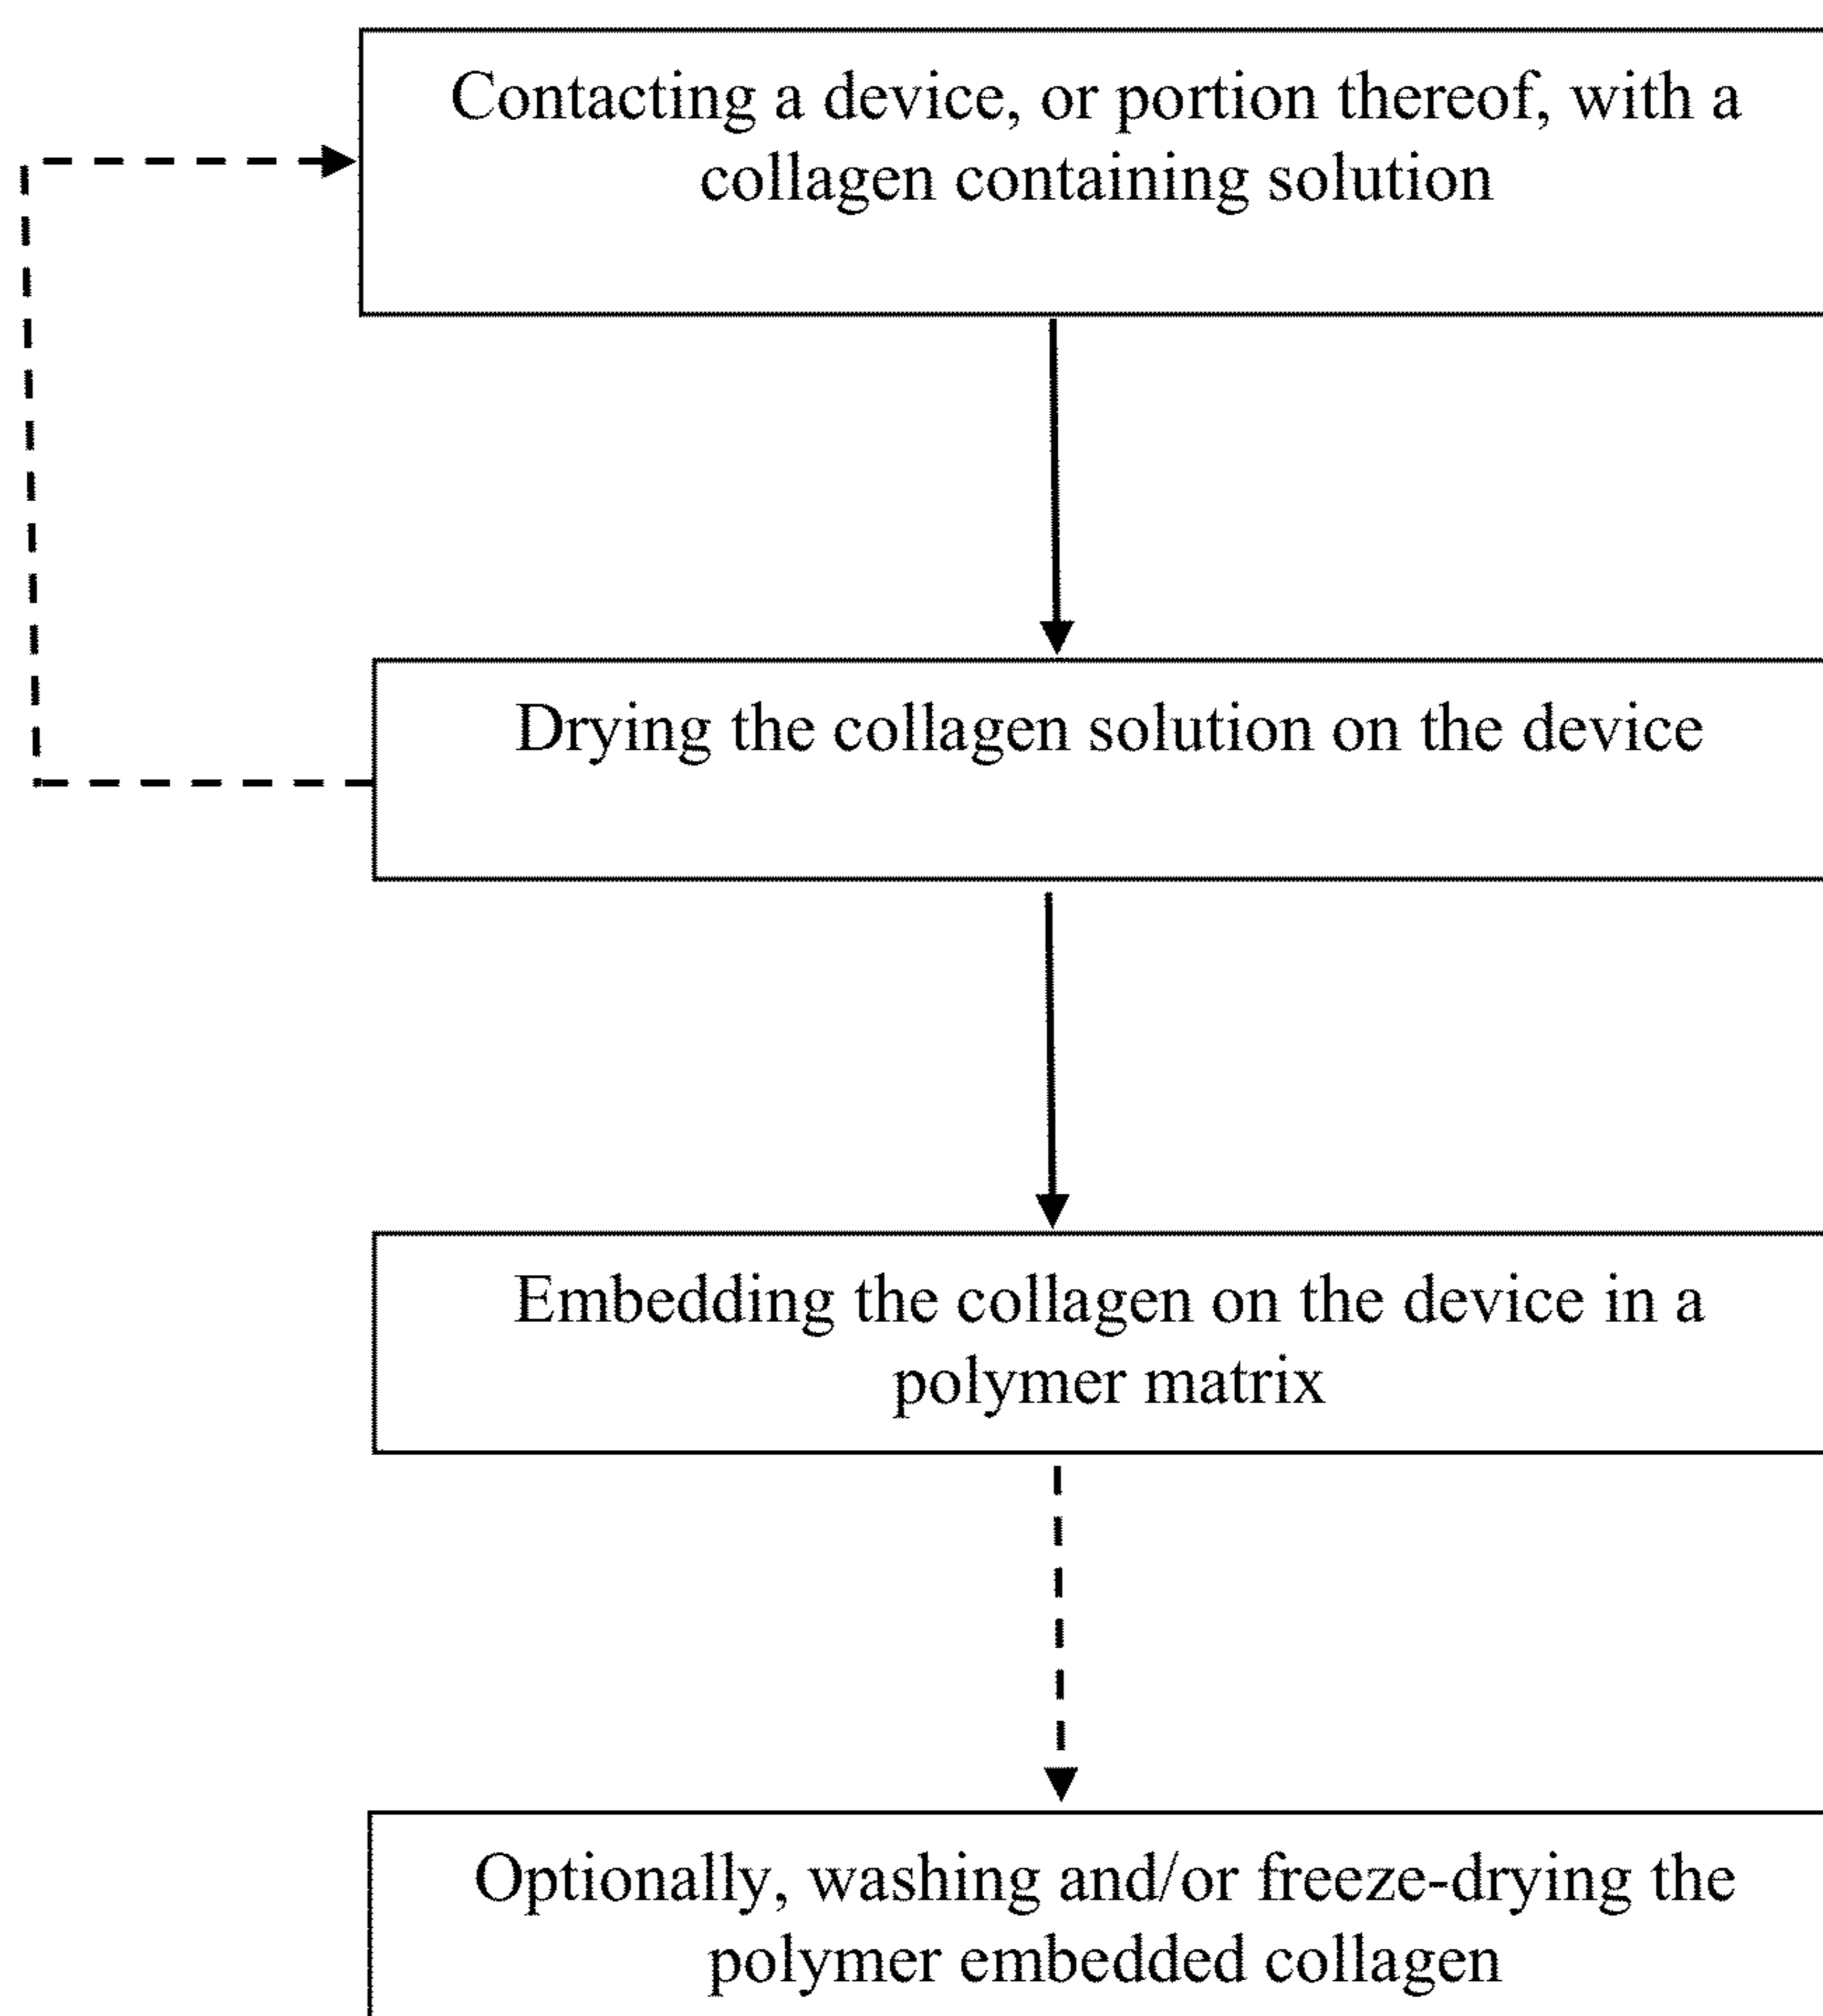 Contacting a device, or portion thereof, with a
collagen containing solution
Drying the collagen solution on the device
Embedding the collagen on the device in a
polymer matrix
Optionally, washing and/or freeze-drying the
polymer embedded collagen